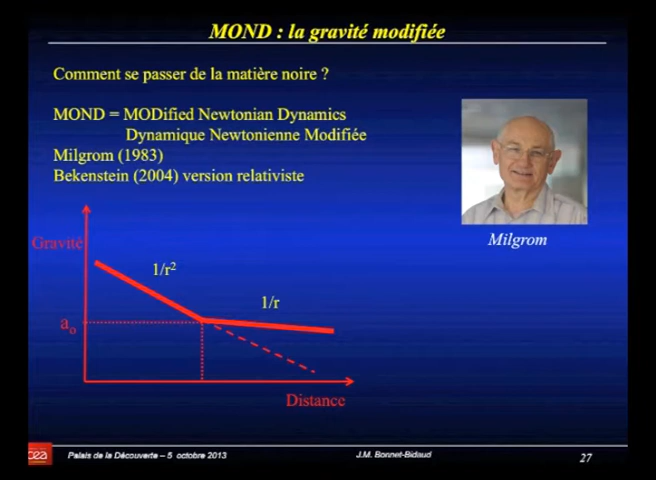 MOND : la gravité modifiée
Comment se passer de la matière noire ?
MOND = MODified Newtonian Dynamics
Dynamique Newtonienne Modifiée
Milgrom (1983)
Bekenstein (2004) version relativiste
Milgrom
Gravité
1/r²
1/r
a₀
Distance
cea
Palais de la Découverte – 5 octobre 2013
J.M. Bonnet-Bidaud
27